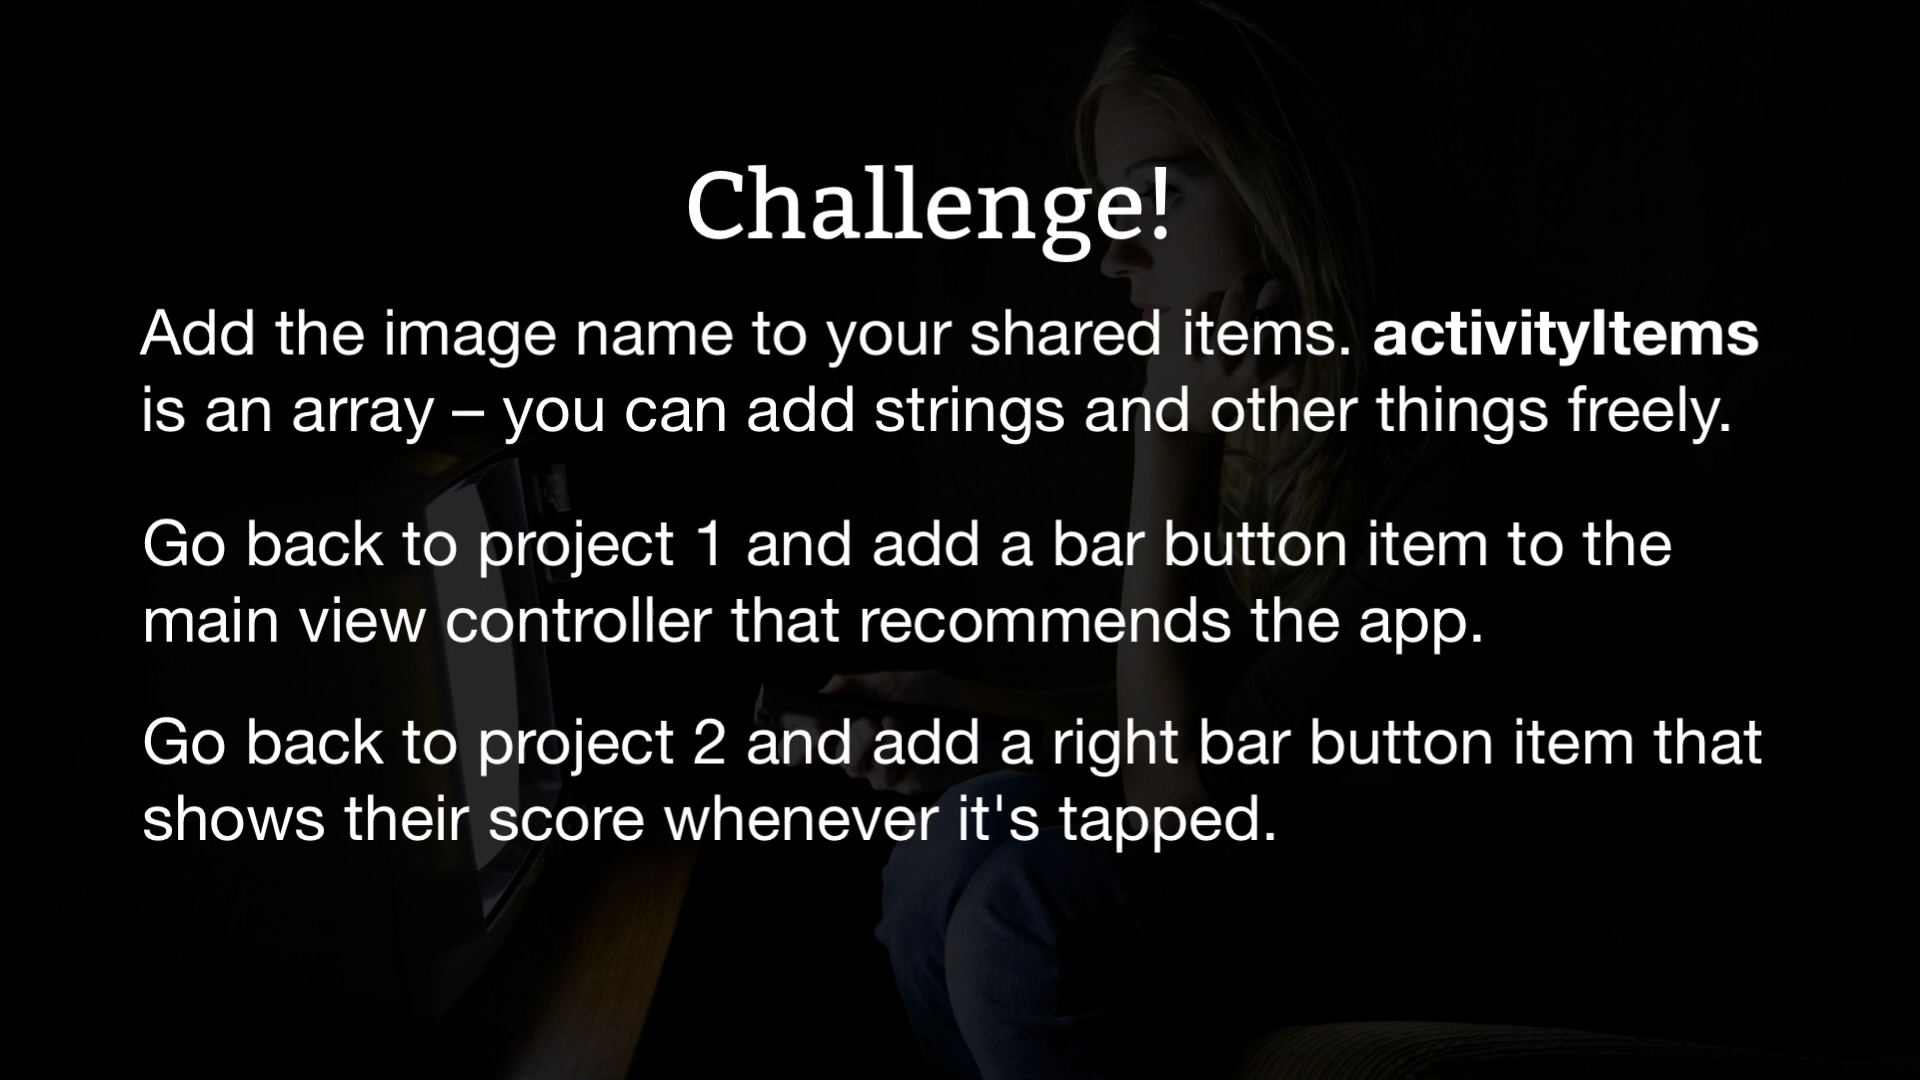 Challenge!
Add the image name to your shared items. activityItems
is an array – you can add strings and other things freely.
Go back to project 1 and add a bar button item to the
main view controller that recommends the app.
Go back to project 2 and add a right bar button item that
shows their score whenever it's tapped.